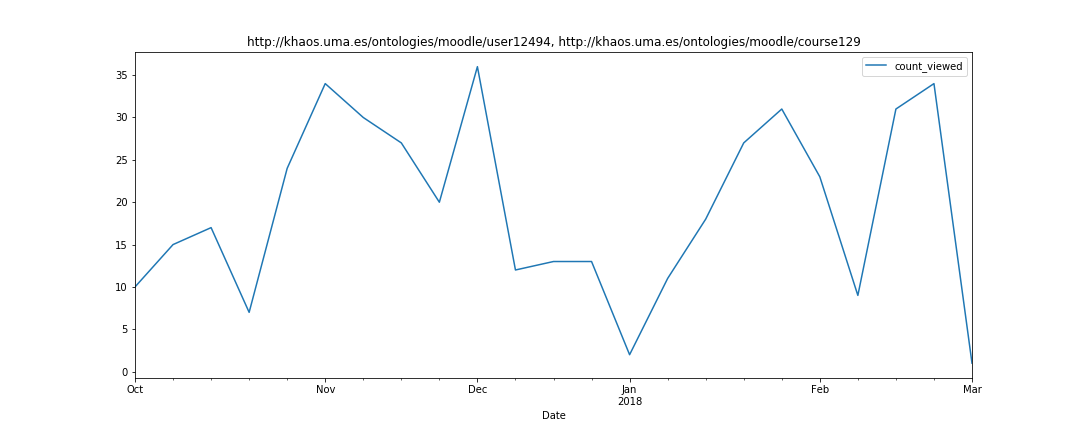 http://khaos.uma.es/ontologies/moodle/user12494, http://khaos.uma.es/ontologies/moodle/course129
count_viewed
35
30
25
20
15
10
5
0
Oct Nov Dec Jan Feb Mar
2018
Date